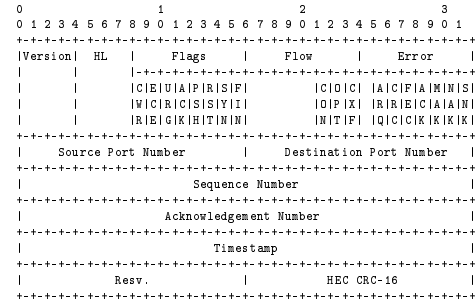 0                   1                   2                   3
0 1 2 3 4 5 6 7 8 9 0 1 2 3 4 5 6 7 8 9 0 1 2 3 4 5 6 7 8 9 0 1 2
+-+-+-+-+-+-+-+-+-+-+-+-+-+-+-+-+-+-+-+-+-+-+-+-+-+-+-+-+-+-+-+-+
|Version|  HL   |     Flags     |     Flow      |     Error     |
|       |       |-+-+-+-+-+-+-+-+-+-+-+-+-+-+-+-+-+-+-+-+-+-+-+-+
|       |       |C|E|U|A|P|R|S|F|         |C|O|C| |A|C|F|A|M|N|S|
|       |       |W|C|R|C|S|S|Y|I|         |O|P|X| |R|R|E|C|A|A|N|
|       |       |R|E|G|K|H|T|N|N|         |N|T|F| |Q|C|C|K|K|K|K|
+-+-+-+-+-+-+-+-+-+-+-+-+-+-+-+-+-+-+-+-+-+-+-+-+-+-+-+-+-+-+-+-+
|     Source Port Number        |     Destination Port Number   |
+-+-+-+-+-+-+-+-+-+-+-+-+-+-+-+-+-+-+-+-+-+-+-+-+-+-+-+-+-+-+-+-+
|                        Sequence Number                        |
+-+-+-+-+-+-+-+-+-+-+-+-+-+-+-+-+-+-+-+-+-+-+-+-+-+-+-+-+-+-+-+-+
|                    Acknowledgement Number                     |
+-+-+-+-+-+-+-+-+-+-+-+-+-+-+-+-+-+-+-+-+-+-+-+-+-+-+-+-+-+-+-+-+
|                           Timestamp                           |
+-+-+-+-+-+-+-+-+-+-+-+-+-+-+-+-+-+-+-+-+-+-+-+-+-+-+-+-+-+-+-+-+
|             Resv.             |           HEC CRC-16          |
+-+-+-+-+-+-+-+-+-+-+-+-+-+-+-+-+-+-+-+-+-+-+-+-+-+-+-+-+-+-+-+-+